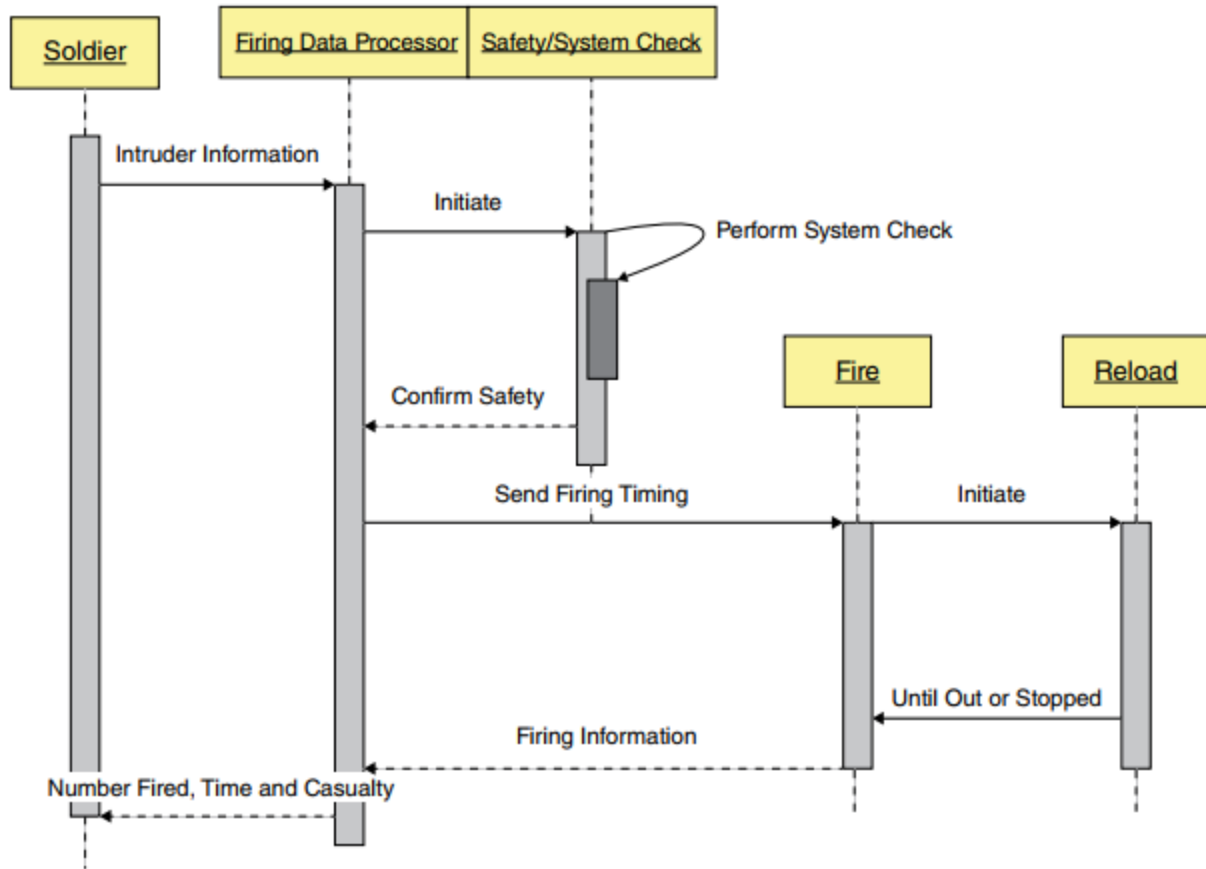 Soldier
Firing Data Processor
Safety/System Check
Intruder Information
Initiate
Perform System Check
Fire
Reload
Confirm Safety
Send Firing Timing
Initiate
Until Out or Stopped
Firing Information
Number Fired, Time and Casualty